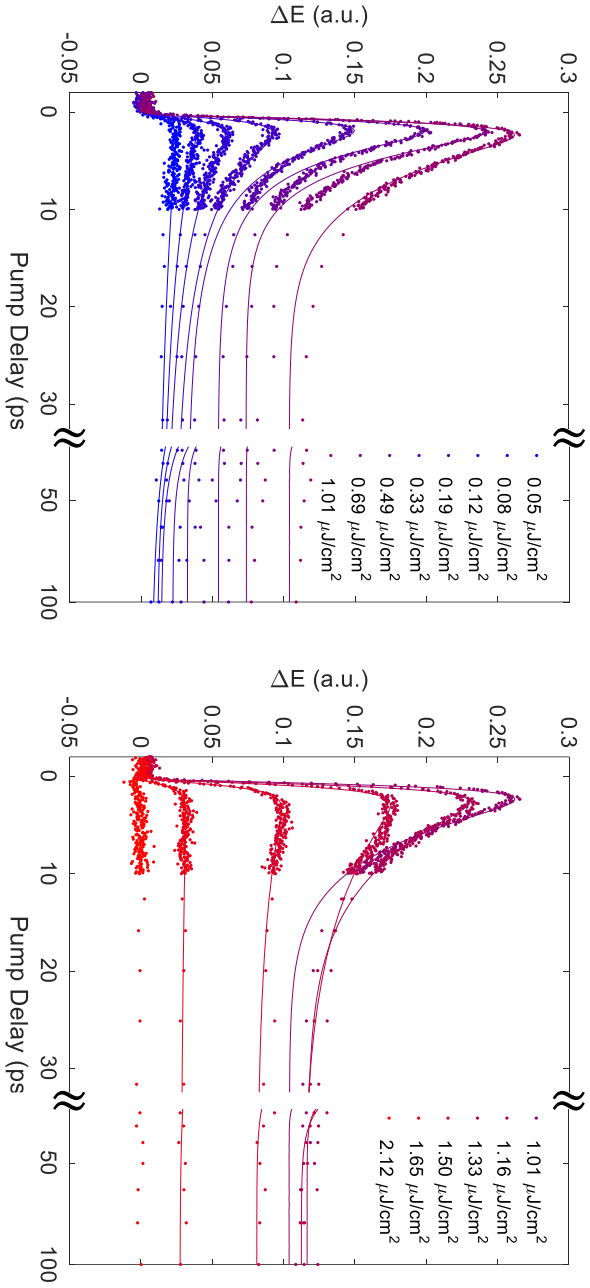 ΔE (a.u.)
0.3
0.25
0.2
0.15
0.1
0.05
0
-0.05
0
10
20
30
50
100
Pump Delay (ps
0.05 μJ/cm²
0.08 μJ/cm²
0.12 μJ/cm²
0.19 μJ/cm²
0.33 μJ/cm²
0.49 μJ/cm²
0.69 μJ/cm²
1.01 μJ/cm²
ΔE (a.u.)
0.3
0.25
0.2
0.15
0.1
0.05
0
-0.05
0
10
20
30
50
100
Pump Delay (ps
1.01 μJ/cm²
1.16 μJ/cm²
1.33 μJ/cm²
1.50 μJ/cm²
1.65 μJ/cm²
2.12 μJ/cm²